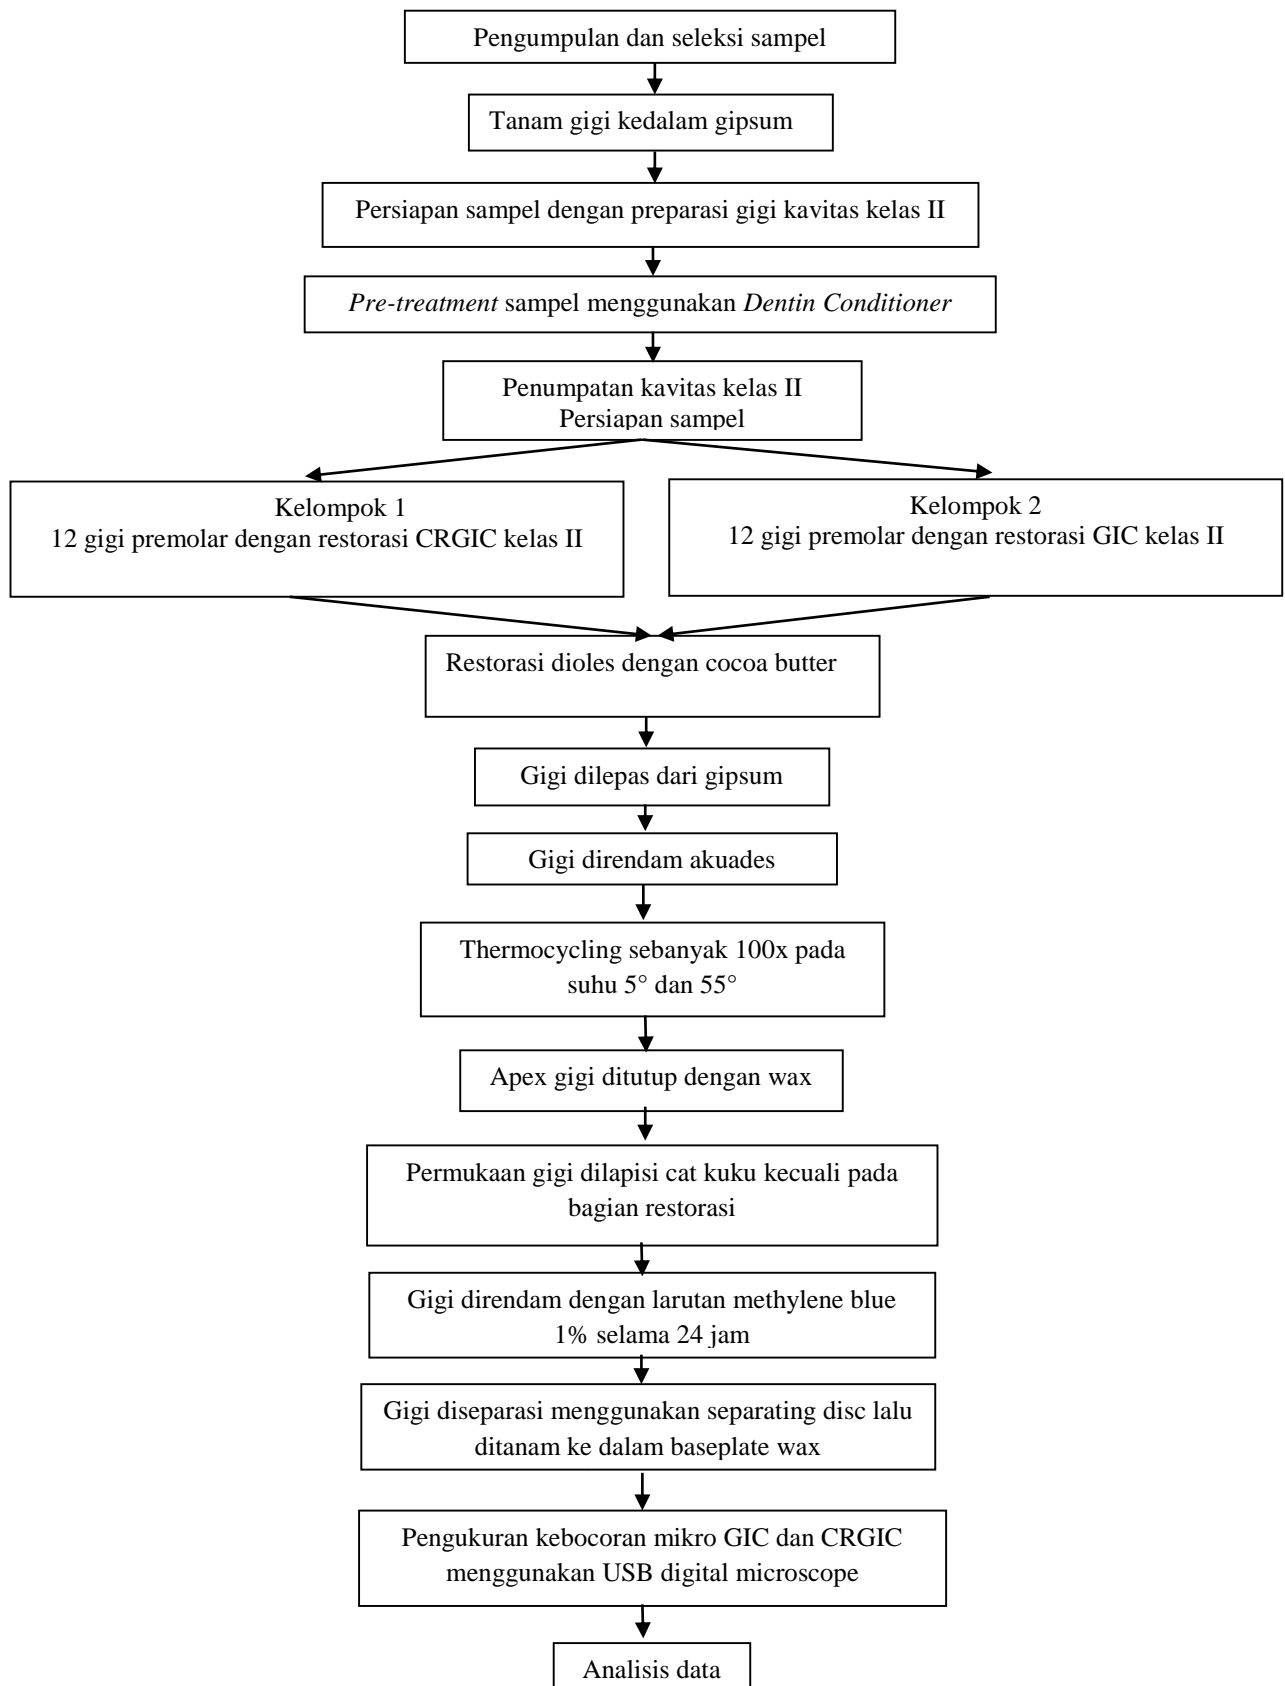 Pengumpulan dan seleksi sampel
Tanam gigi kedalam gipsum
Persiapan sampel dengan preparasi gigi kavitas kelas II
Pre-treatment sampel menggunakan Dentin Conditioner
Penumpatan kavitas kelas II
Persiapan sampel
Kelompok 1
12 gigi premolar dengan restorasi CRGIC kelas II
Kelompok 2
12 gigi premolar dengan restorasi GIC kelas II
Restorasi dioles dengan cocoa butter
Gigi dilepas dari gipsum
Gigi direndam akuades
Thermocycling sebanyak 100x pada
suhu 5° dan 55°
Apex gigi ditutup dengan wax
Permukaan gigi dilapisi cat kuku kecuali pada
bagian restorasi
Gigi direndam dengan larutan methylene blue
1% selama 24 jam
Gigi diseparasi menggunakan separating disc lalu
ditanam ke dalam baseplate wax
Pengukuran kebocoran mikro GIC dan CRGIC
menggunakan USB digital microscope
Analisis data